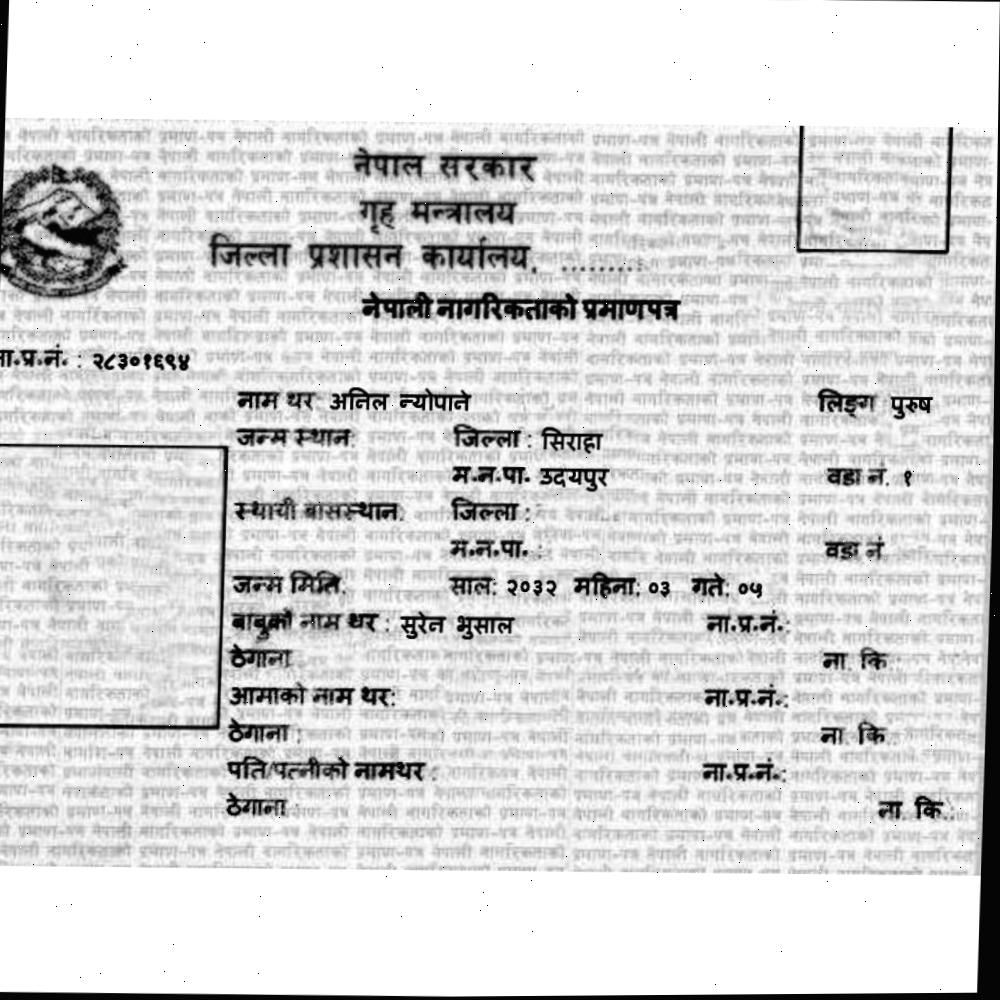 नेपाल सरकार
गृह मन्त्रालय
जिल्ला प्रशासन कार्यालय, .........
नेपाली नागरिकताको प्रमाणपत्र
ना.प्र.नं. : २८३०१६९४
नाम थर अनिल न्योपाने लिङ्ग पुरुष
जन्म स्थान: जिल्ला : सिराहा
म.न.पा. उदयपुर वडा नं. १
स्थायी बासस्थान: जिल्ला :
म.न.पा. : वडा नं.
जन्म मिति. साल: २०३२ महिना: ०३ गते: ०५
बाबुको नाम थर : सुरेन भुसाल ना.प्र.नं.:
ठेगाना ना. कि.:
आमाको नाम थर: ना.प्र.नं.:
ठेगाना : ना. कि.:
पति/पत्नीको नामथर : ना.प्र.नं.:
ठेगाना : ना. कि.: